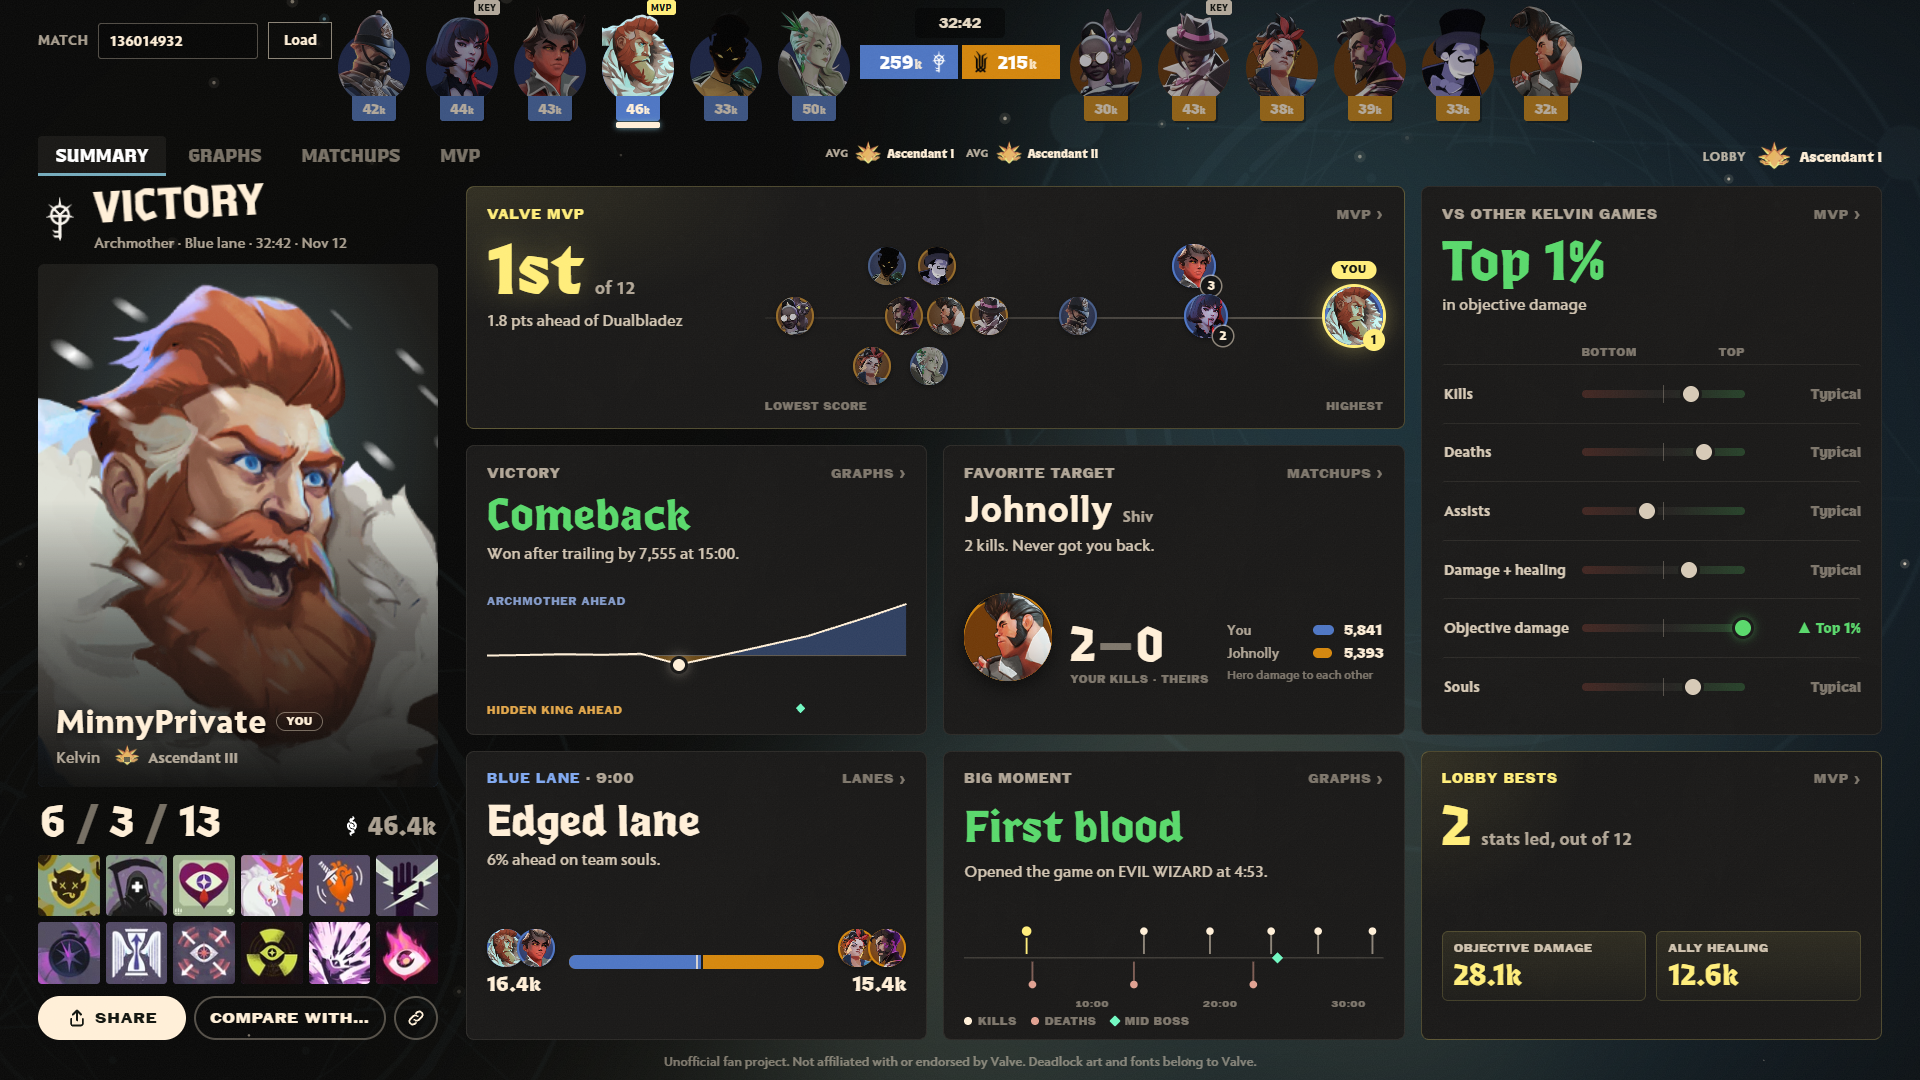 MATCH 136014932 Load
KEY MVP KEY
42k 44k 43k 46k 33k 50k
32:42
259k 215k
30k 43k 38k 39k 33k 32k
SUMMARY GRAPHS MATCHUPS MVP
AVG Ascendant I AVG Ascendant II
LOBBY Ascendant I
VICTORY
Archmother · Blue lane · 32:42 · Nov 12
MinnyPrivate YOU
Kelvin Ascendant III
6 / 3 / 13 46.4k
SHARE COMPARE WITH...
VALVE MVP MVP ›
1st of 12
1.8 pts ahead of Dualbladez
YOU
3
2
1
LOWEST SCORE HIGHEST
VICTORY GRAPHS ›
Comeback
Won after trailing by 7,555 at 15:00.
ARCHMOTHER AHEAD
HIDDEN KING AHEAD
FAVORITE TARGET MATCHUPS ›
Johnolly Shiv
2 kills. Never got you back.
2–0
YOUR KILLS · THEIRS
You 5,841
Johnolly 5,393
Hero damage to each other
BLUE LANE · 9:00 LANES ›
Edged lane
6% ahead on team souls.
16.4k 15.4k
BIG MOMENT GRAPHS ›
First blood
Opened the game on EVIL WIZARD at 4:53.
10:00 20:00 30:00
KILLS DEATHS MID BOSS
VS OTHER KELVIN GAMES MVP ›
Top 1%
in objective damage
BOTTOM TOP
Kills Typical
Deaths Typical
Assists Typical
Damage + healing Typical
Objective damage ▲ Top 1%
Souls Typical
LOBBY BESTS MVP ›
2 stats led, out of 12
OBJECTIVE DAMAGE
28.1k
ALLY HEALING
12.6k
Unofficial fan project. Not affiliated with or endorsed by Valve. Deadlock art and fonts belong to Valve.